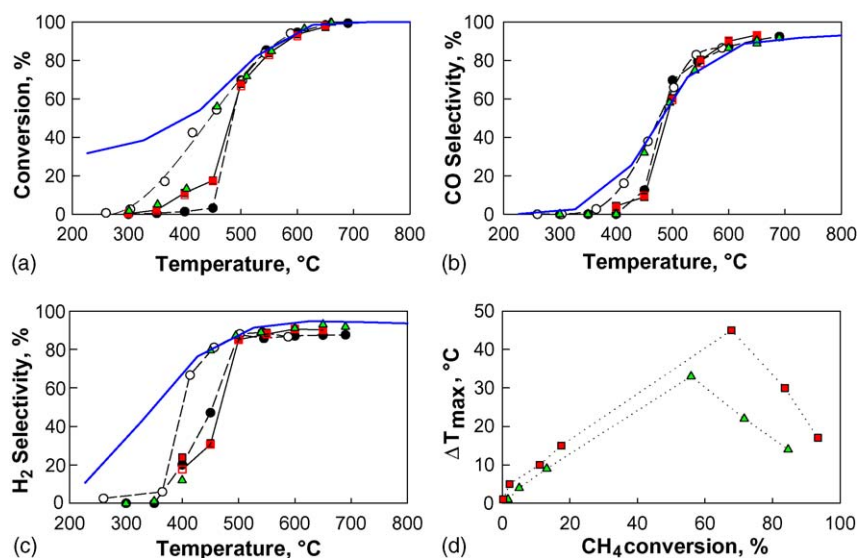 100
80
60
40
20
0
Conversion, %
200 300 400 500 600 700 800
(a) Temperature, °C
100
80
60
40
20
0
CO Selectivity, %
200 300 400 500 600 700 800
(b) Temperature, °C
100
80
60
40
20
0
H2 Selectivity, %
200 300 400 500 600 700 800
(c) Temperature, °C
50
40
30
20
10
0
ΔTmax, °C
0 20 40 60 80 100
(d) CH4 conversion, %